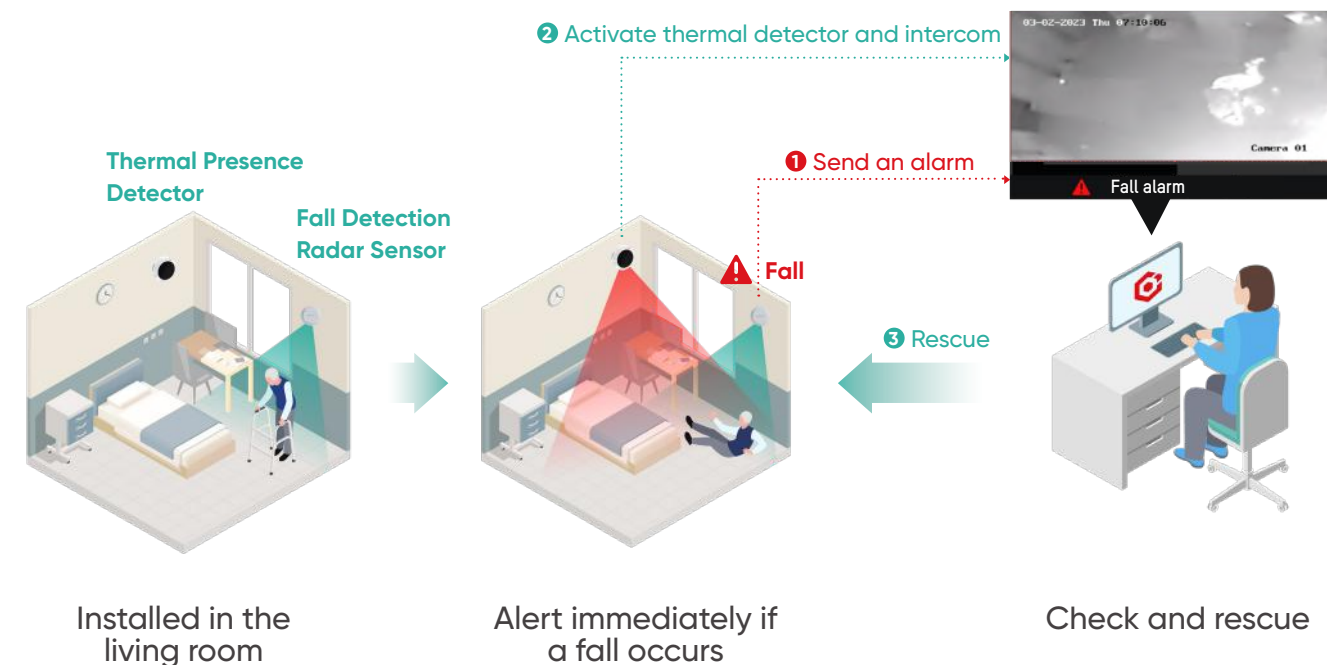 ❷ Activate thermal detector and intercom
03-02-2023 Thu 07:10:06
Camera 01
Fall alarm
❶ Send an alarm
Thermal Presence
Detector
Fall Detection
Radar Sensor
Fall
❸ Rescue
Installed in the
living room
Alert immediately if
a fall occurs
Check and rescue